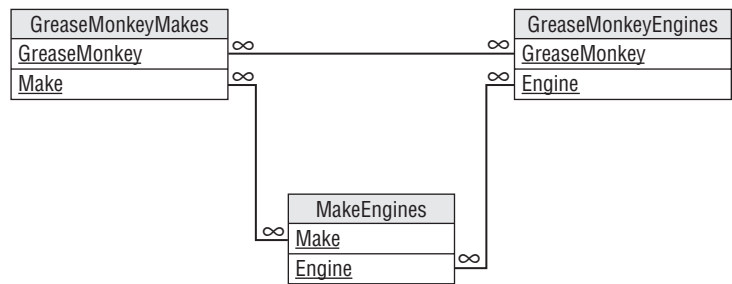 GreaseMonkeyMakes
GreaseMonkey
Make
∞ ∞
∞ ∞
GreaseMonkeyEngines
GreaseMonkey
Engine
MakeEngines
∞ Make
Engine ∞